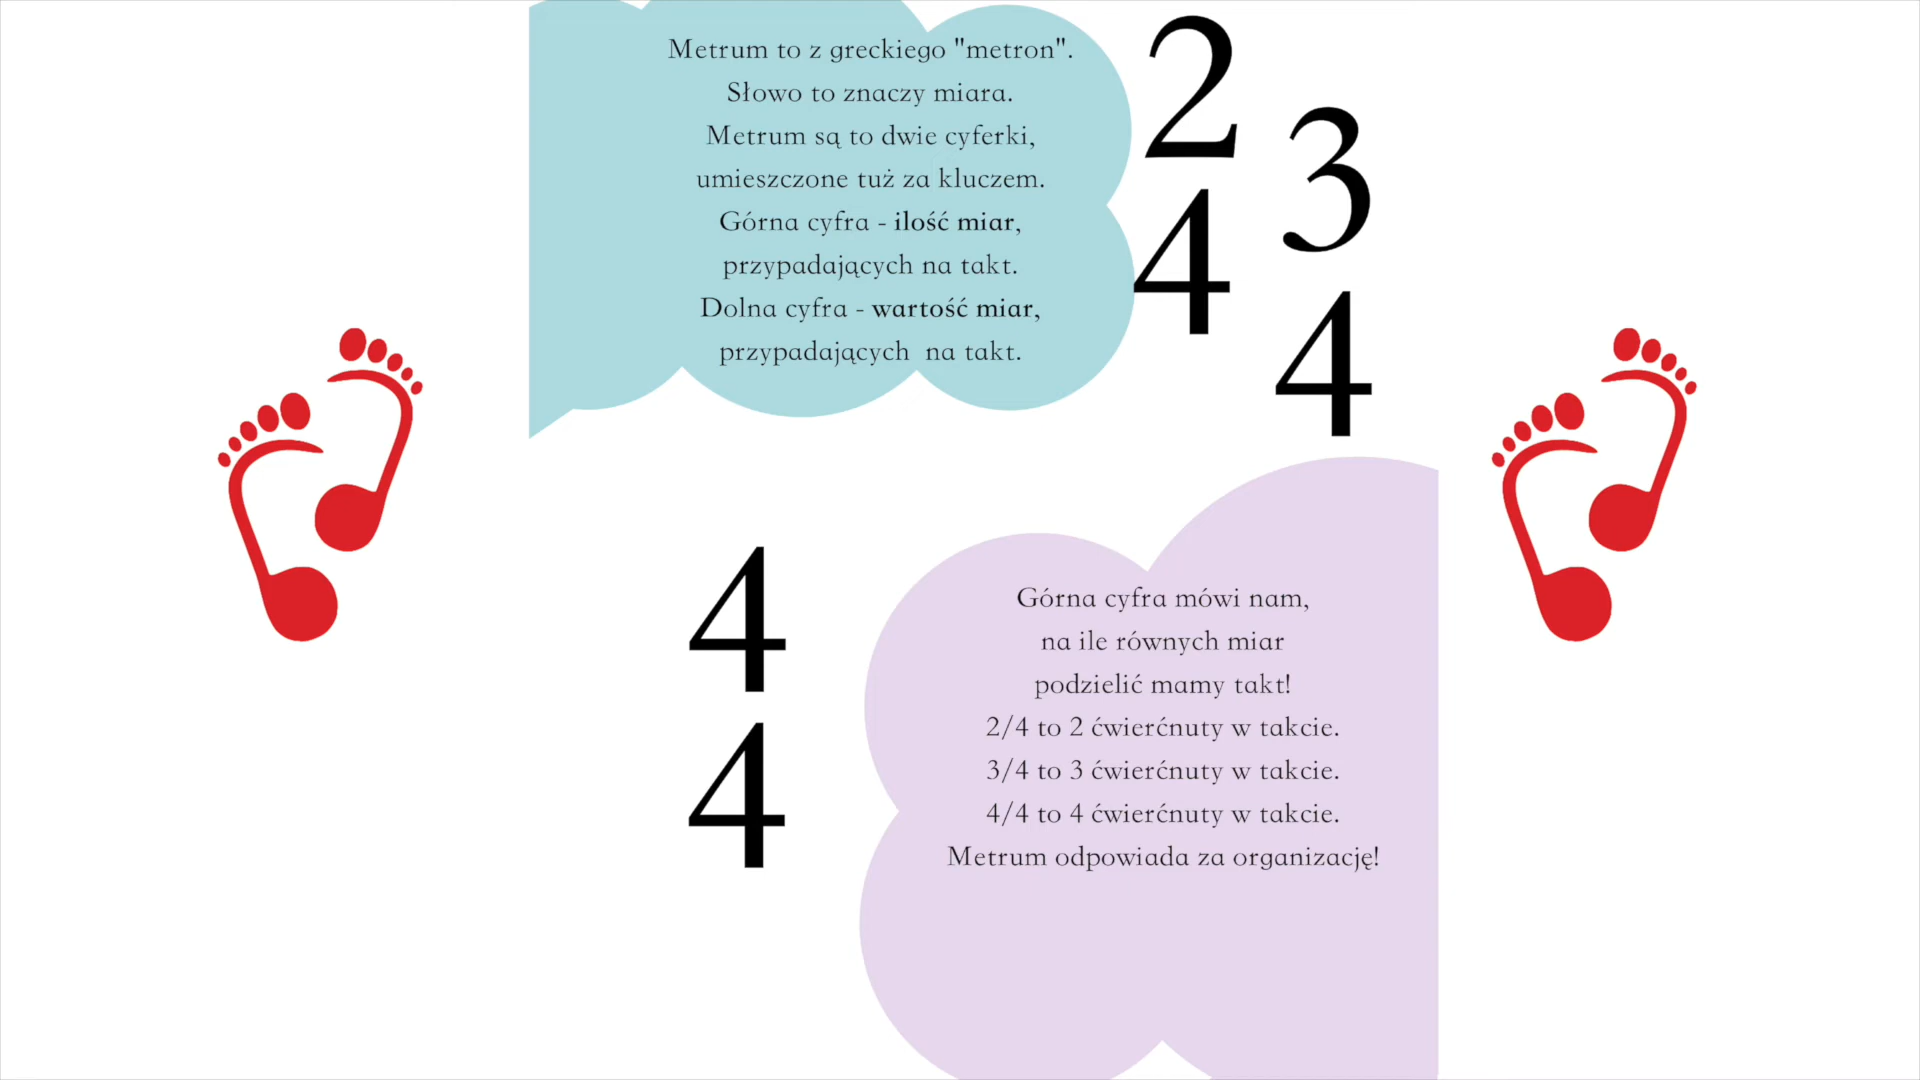 Metrum to z greckiego "metron".
Słowo to znaczy miara.
Metrum są to dwie cyferki,
umieszczone tuż za kluczem.
Górna cyfra - ilość miar,
przypadających na takt.
Dolna cyfra - wartość miar,
przypadających na takt.
2
4
3
4
4
4
Górna cyfra mówi nam,
na ile równych miar
podzielić mamy takt!
2/4 to 2 ćwierćnuty w takcie.
3/4 to 3 ćwierćnuty w takcie.
4/4 to 4 ćwierćnuty w takcie.
Metrum odpowiada za organizację!